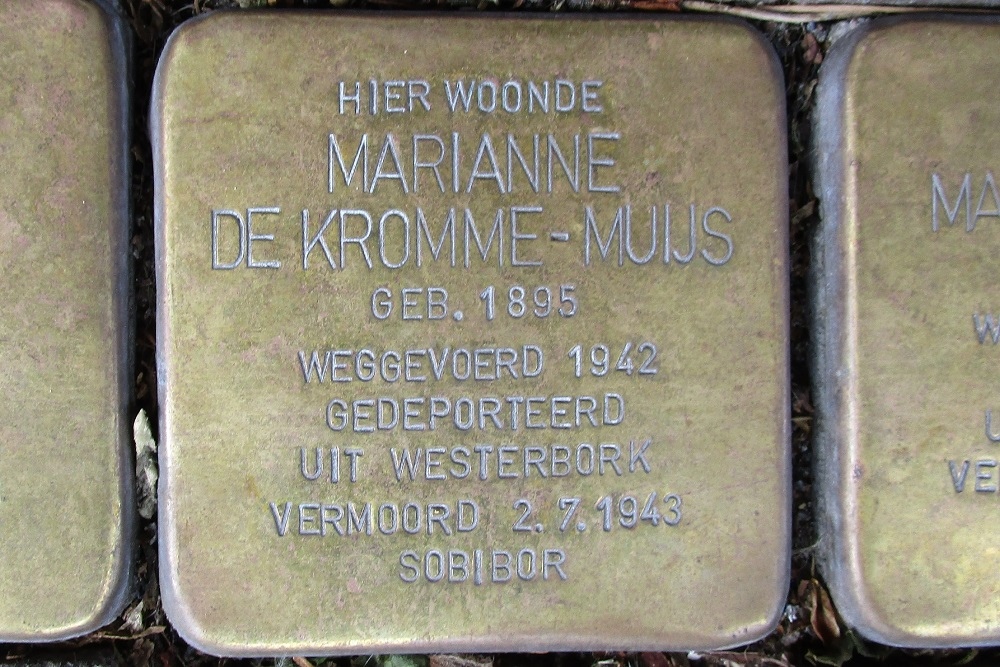 HIER WOONDE
MARIANNE
DE KROMME-MUIJS
GEB. 1895
WEGGEVOERD 1942
GEDEPORTEERD
UIT WESTERBORK
VERMOORD 2.7.1943
SOBIBOR